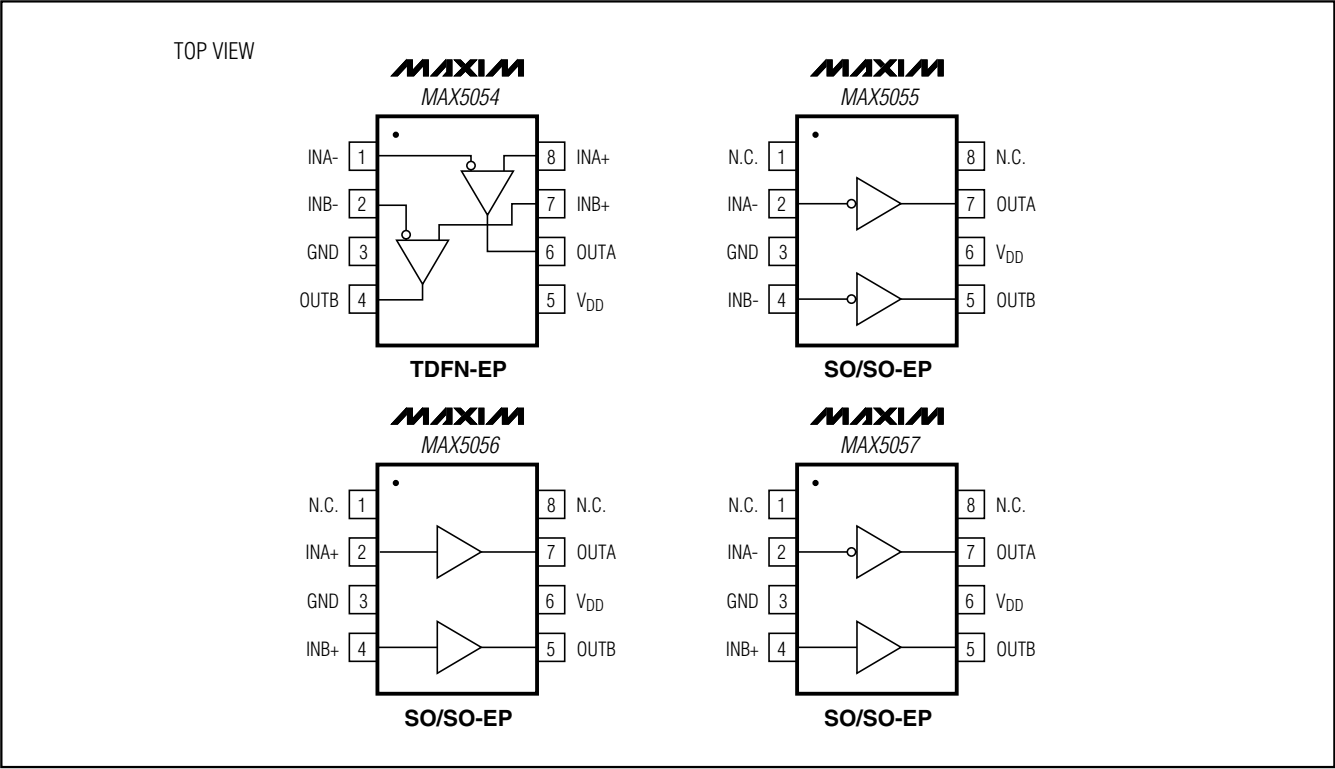 TOP VIEW
MAXIM
MAX5054
INA- 1
8 INA+
INB- 2
7 INB+
GND 3
6 OUTA
OUTB 4
5 VDD
TDFN-EP
MAXIM
MAX5055
N.C. 1
8 N.C.
INA- 2
7 OUTA
GND 3
6 VDD
INB- 4
5 OUTB
SO/SO-EP
MAXIM
MAX5056
N.C. 1
8 N.C.
INA+ 2
7 OUTA
GND 3
6 VDD
INB+ 4
5 OUTB
SO/SO-EP
MAXIM
MAX5057
N.C. 1
8 N.C.
INA- 2
7 OUTA
GND 3
6 VDD
INB+ 4
5 OUTB
SO/SO-EP